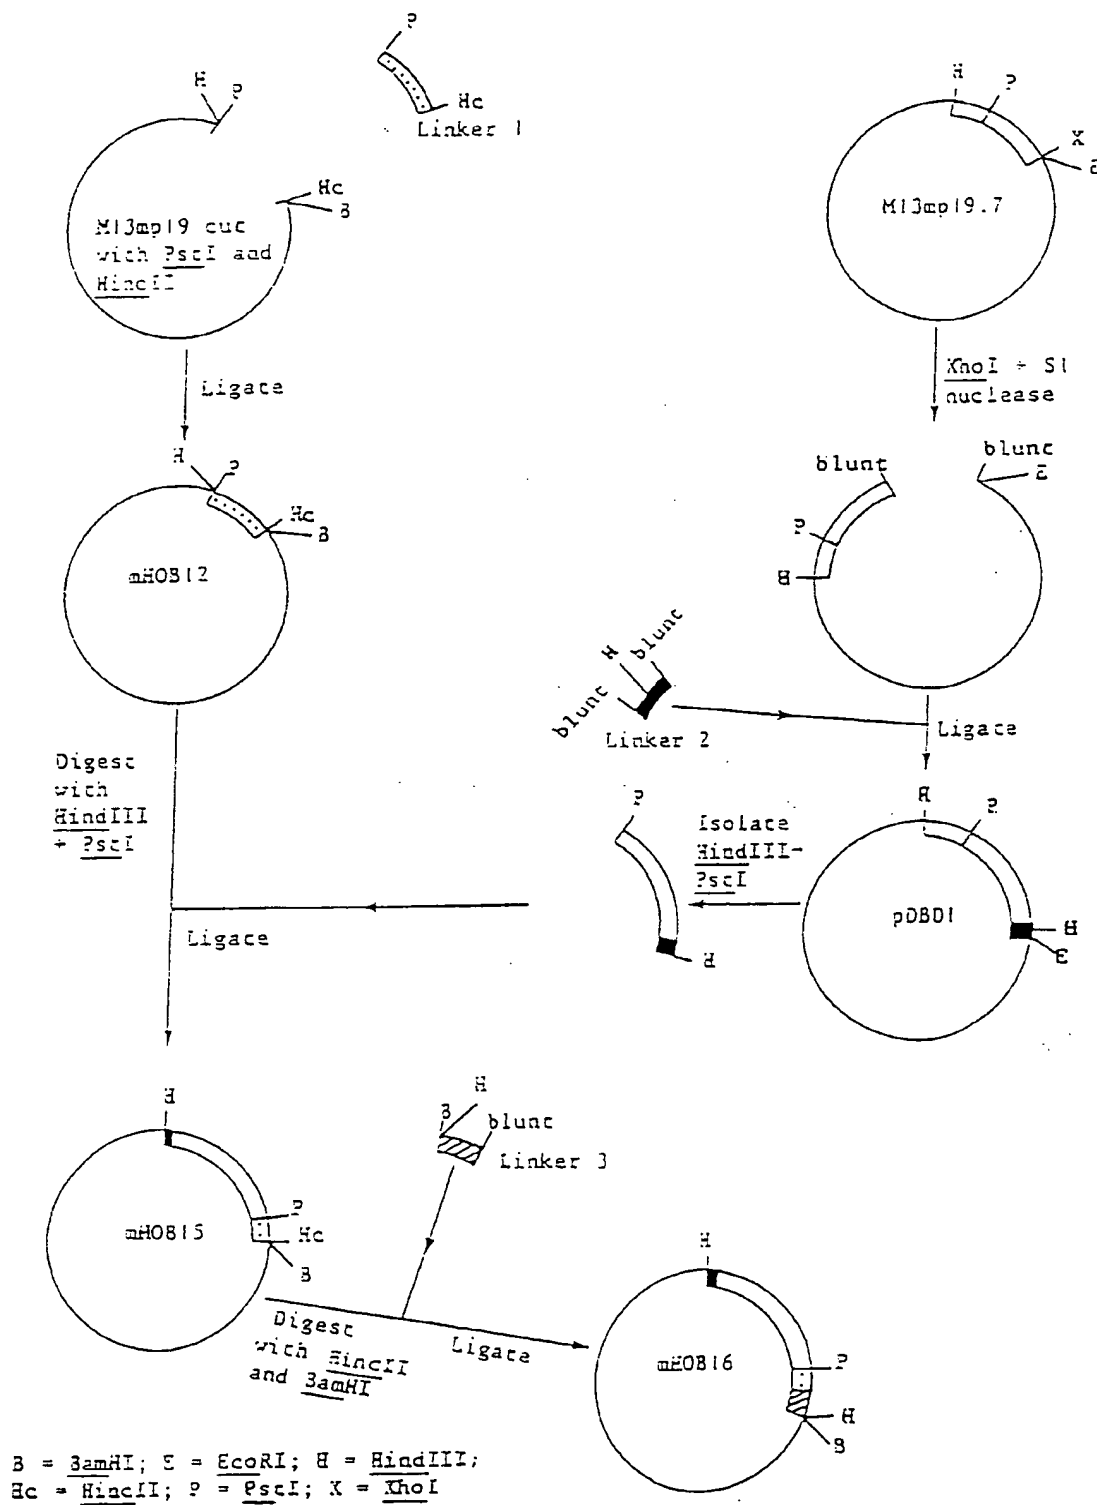 P
H
P
Hc
Linker 1
Hc
B
M13mp19 cut
with PstI and
HincII
Ligate
H
P
X
E
M13mp19.7
XhoI + S1
nuclease
H
P
Hc
B
mHOB12
blunt
blunt
E
P
H
H
blunt
blunt
Linker 2
Ligate
Digest
with
HindIII
+ PstI
Ligate
P
H
Isolate
HindIII-
PstI
H
P
pDBD1
H
E
H
mHOB15
P
Hc
B
B
H
blunt
Linker 3
Digest
with HincII
and BamHI
Ligate
H
mHOB16
P
H
B
B = BamHI; E = EcoRI; H = HindIII;
Hc = HincII; P = PstI; X = XhoI